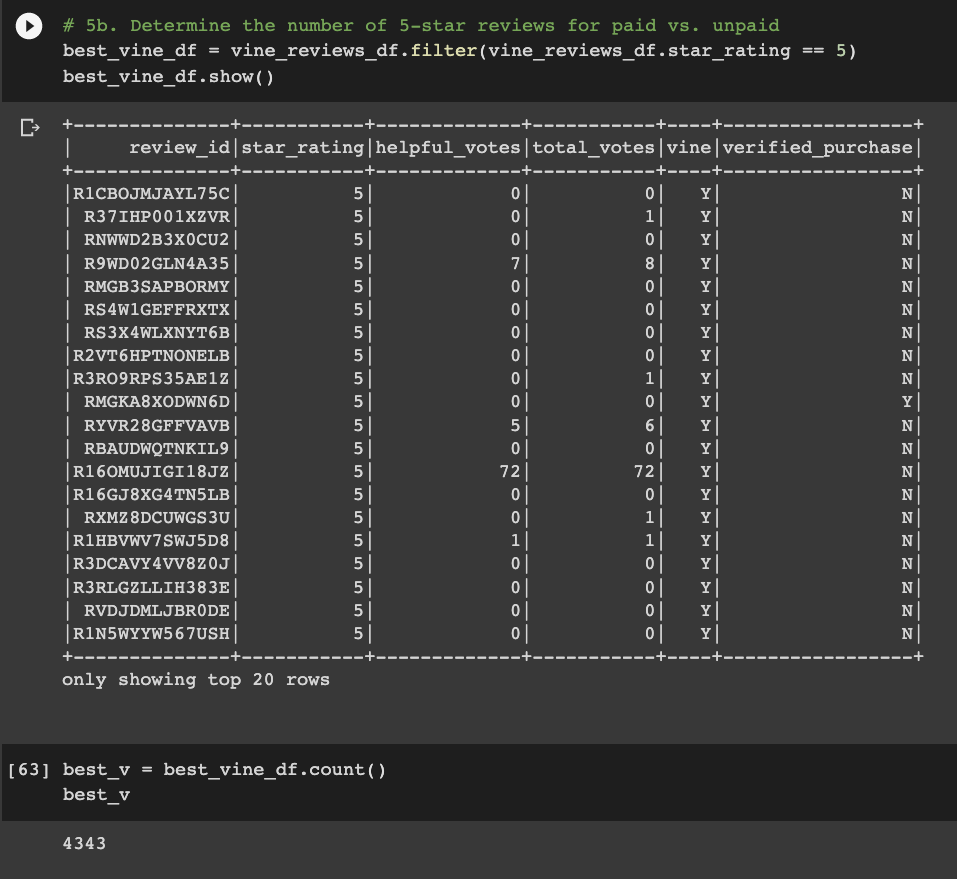 # 5b. Determine the number of 5-star reviews for paid vs. unpaid
best_vine_df = vine_reviews_df.filter(vine_reviews_df.star_rating == 5)
best_vine_df.show()
+--------------+-----------+-------------+-----------+----+-----------------+
|     review_id|star_rating|helpful_votes|total_votes|vine|verified_purchase|
+--------------+-----------+-------------+-----------+----+-----------------+
|R1CBOJMJAYL75C|          5|            0|          0|   Y|                N|
| R37IHP001XZVR|          5|            0|          1|   Y|                N|
| RNWWD2B3X0CU2|          5|            0|          0|   Y|                N|
| R9WD02GLN4A35|          5|            7|          8|   Y|                N|
| RMGB3SAPBORMY|          5|            0|          0|   Y|                N|
| RS4W1GEFFRXTX|          5|            0|          0|   Y|                N|
| RS3X4WLXNYT6B|          5|            0|          0|   Y|                N|
|R2VT6HPTNONELB|          5|            0|          0|   Y|                N|
|R3RO9RPS35AE1Z|          5|            0|          1|   Y|                N|
| RMGKA8XODWN6D|          5|            0|          0|   Y|                Y|
| RYVR28GFFVAVB|          5|            5|          6|   Y|                N|
| RBAUDWQTNKIL9|          5|            0|          0|   Y|                N|
|R16OMUJIGI18JZ|          5|           72|         72|   Y|                N|
|R16GJ8XG4TN5LB|          5|            0|          0|   Y|                N|
| RXMZ8DCUWGS3U|          5|            0|          1|   Y|                N|
|R1HBVWV7SWJ5D8|          5|            1|          1|   Y|                N|
|R3DCAVY4VV8Z0J|          5|            0|          0|   Y|                N|
|R3RLGZLLIH383E|          5|            0|          0|   Y|                N|
| RVDJDMLJBR0DE|          5|            0|          0|   Y|                N|
|R1N5WYYW567USH|          5|            0|          0|   Y|                N|
+--------------+-----------+-------------+-----------+----+-----------------+
only showing top 20 rows
[63] best_v = best_vine_df.count()
best_v
4343